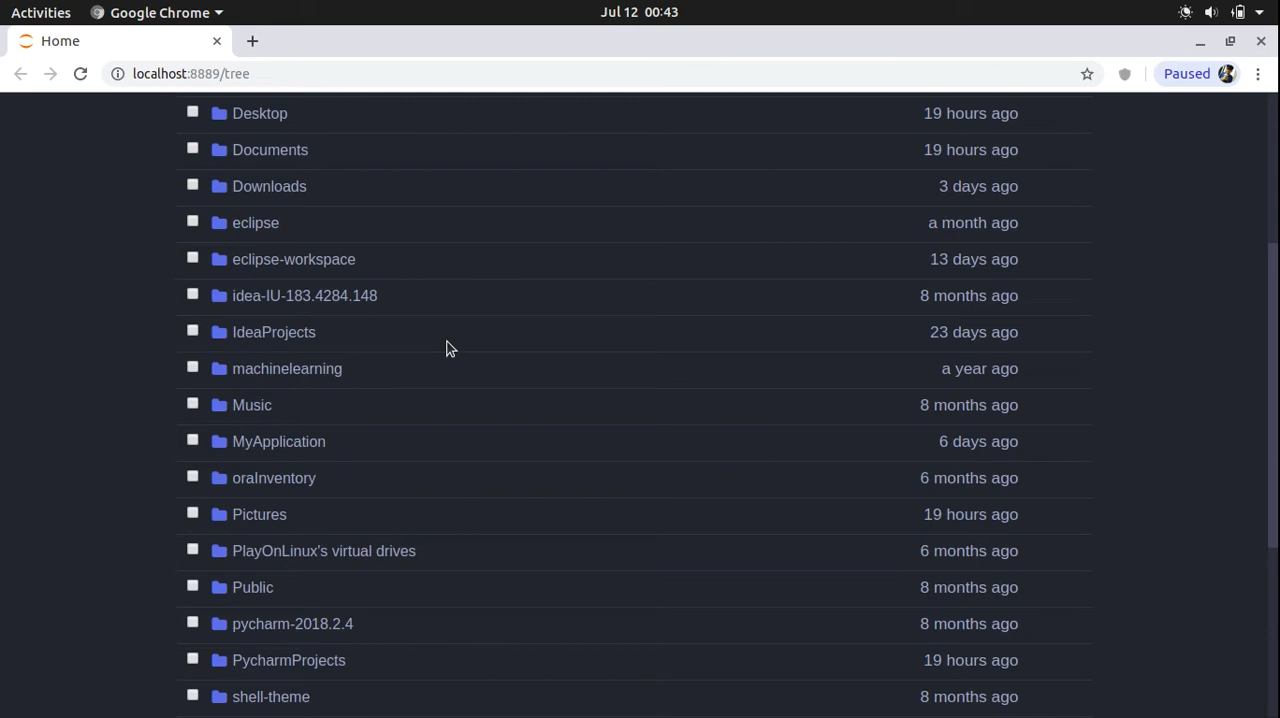 Activities Google Chrome Jul 12 00:43
Home
localhost:8889/tree Paused
Desktop 19 hours ago
Documents 19 hours ago
Downloads 3 days ago
eclipse a month ago
eclipse-workspace 13 days ago
idea-IU-183.4284.148 8 months ago
IdeaProjects 23 days ago
machinelearning a year ago
Music 8 months ago
MyApplication 6 days ago
oraInventory 6 months ago
Pictures 19 hours ago
PlayOnLinux's virtual drives 6 months ago
Public 8 months ago
pycharm-2018.2.4 8 months ago
PycharmProjects 19 hours ago
shell-theme 8 months ago